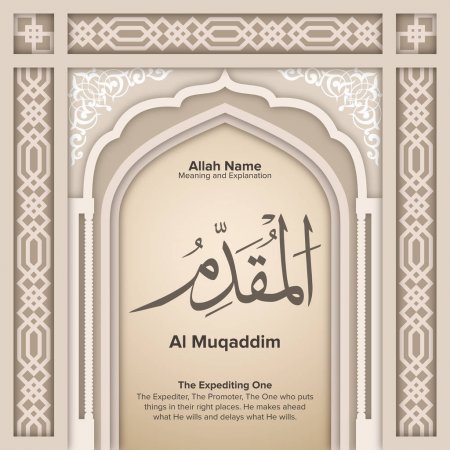 Allah Name
Meaning and Explanation
الْمُقَدِّمُ
Al Muqaddim
The Expediting One
The Expediter, The Promoter, The One who puts
things in their right places. He makes ahead
what He wills and delays what He wills.